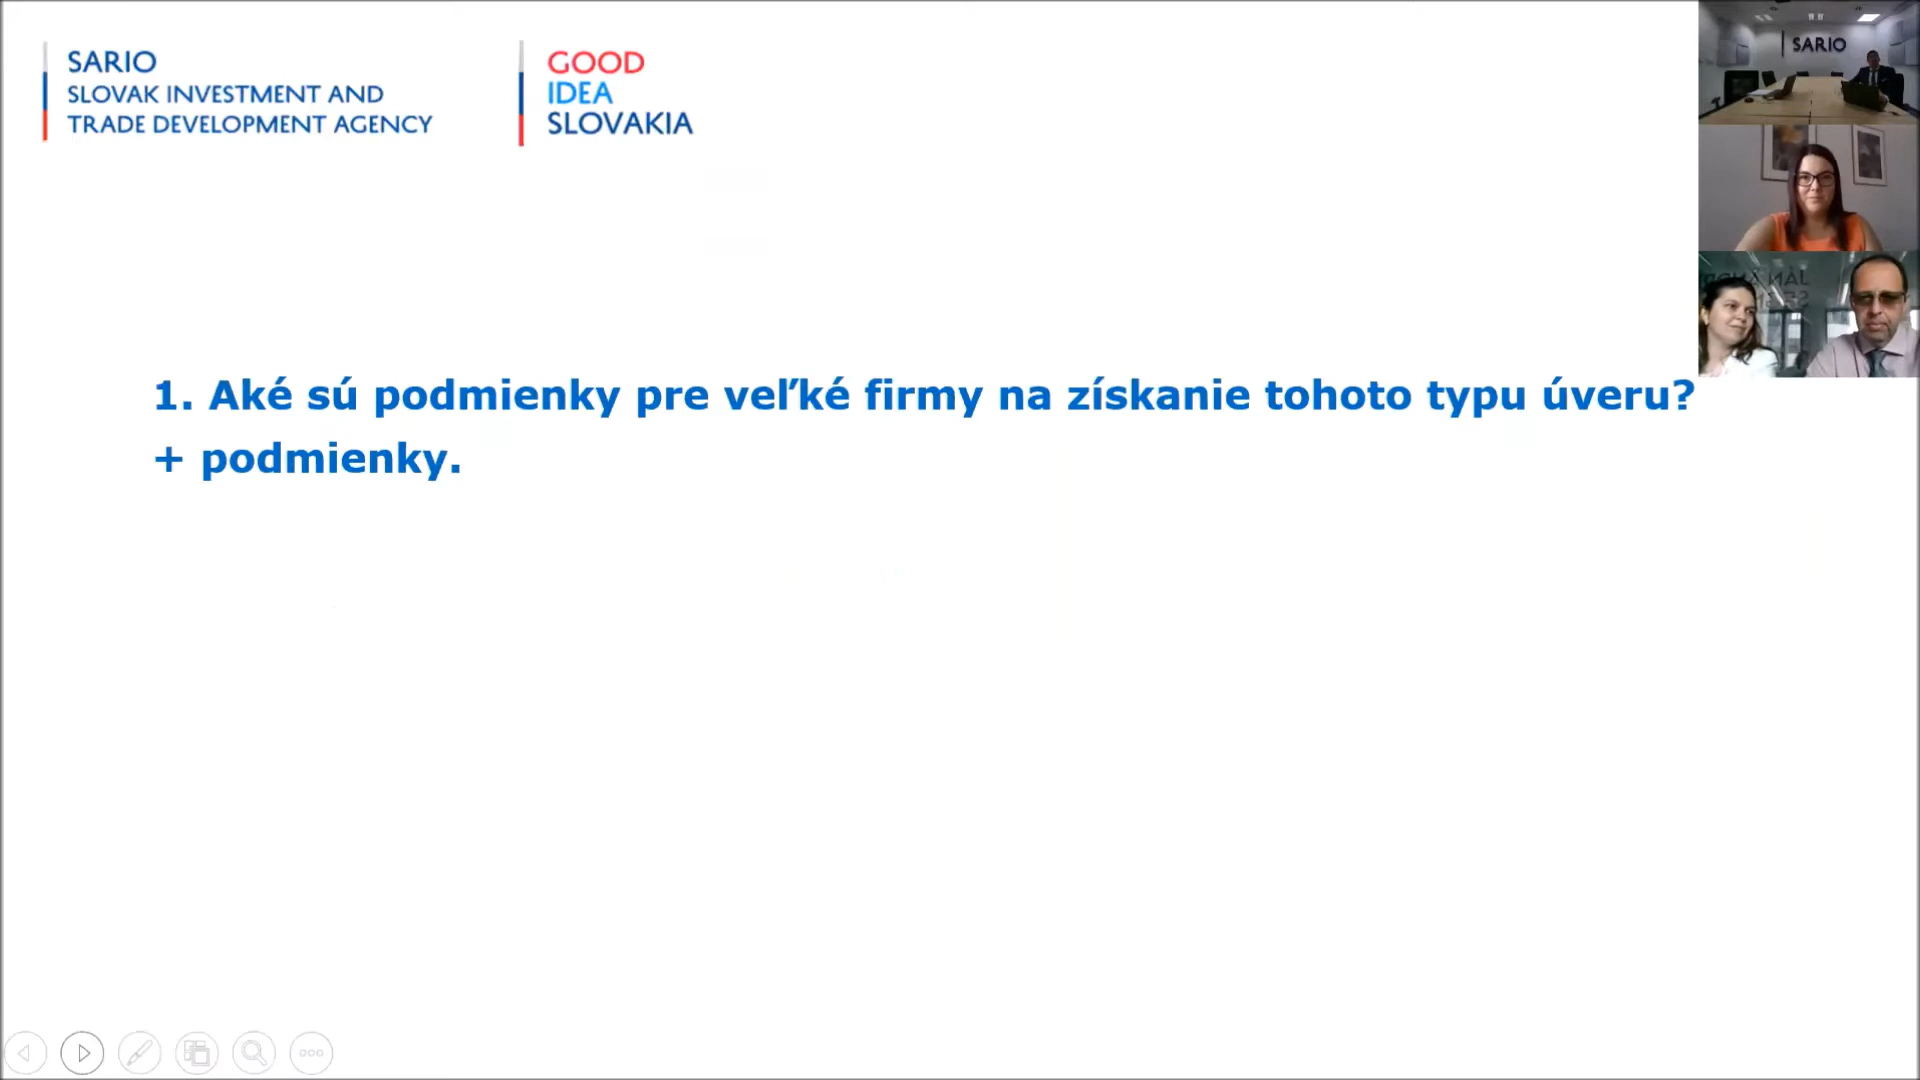 SARIO
SLOVAK INVESTMENT AND
TRADE DEVELOPMENT AGENCY
GOOD
IDEA
SLOVAKIA
SARIO
1. Aké sú podmienky pre veľké firmy na získanie tohoto typu úveru?
+ podmienky.